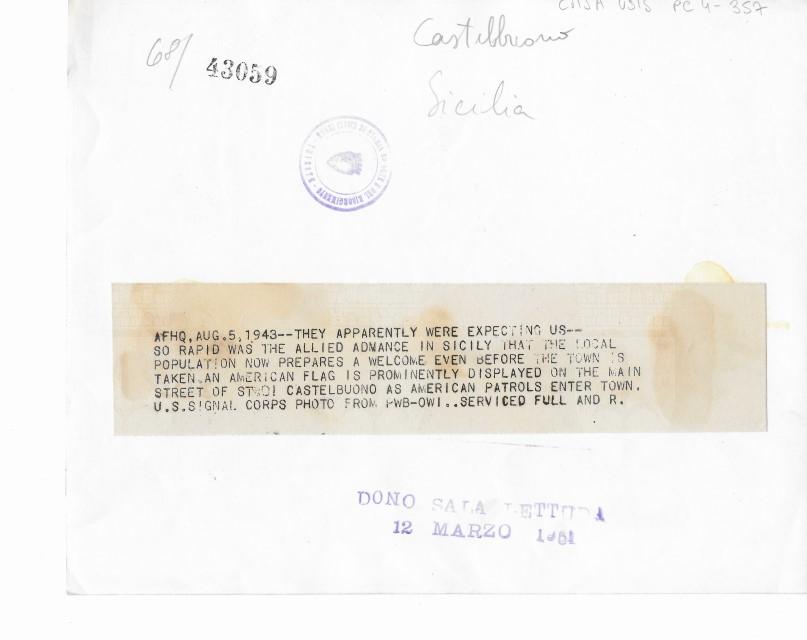 PC 4-357
68/
43059
Castelbuono
Sicilia
AFHQ,AUG.5,1943--THEY APPARENTLY WERE EXPECTING US--
SO RAPID WAS THE ALLIED ADVANCE IN SICILY THAT THE LOCAL
POPULATION NOW PREPARES A WELCOME EVEN BEFORE THE TOWN IS
TAKEN.AN AMERICAN FLAG IS PROMINENTLY DISPLAYED ON THE MAIN
STREET OF CASTELBUONO AS AMERICAN PATROLS ENTER TOWN.
U.S.SIGNAL CORPS PHOTO FROM PWB-OWI..SERVICED FULL AND R.
DONO SALA LETTURA
12 MARZO